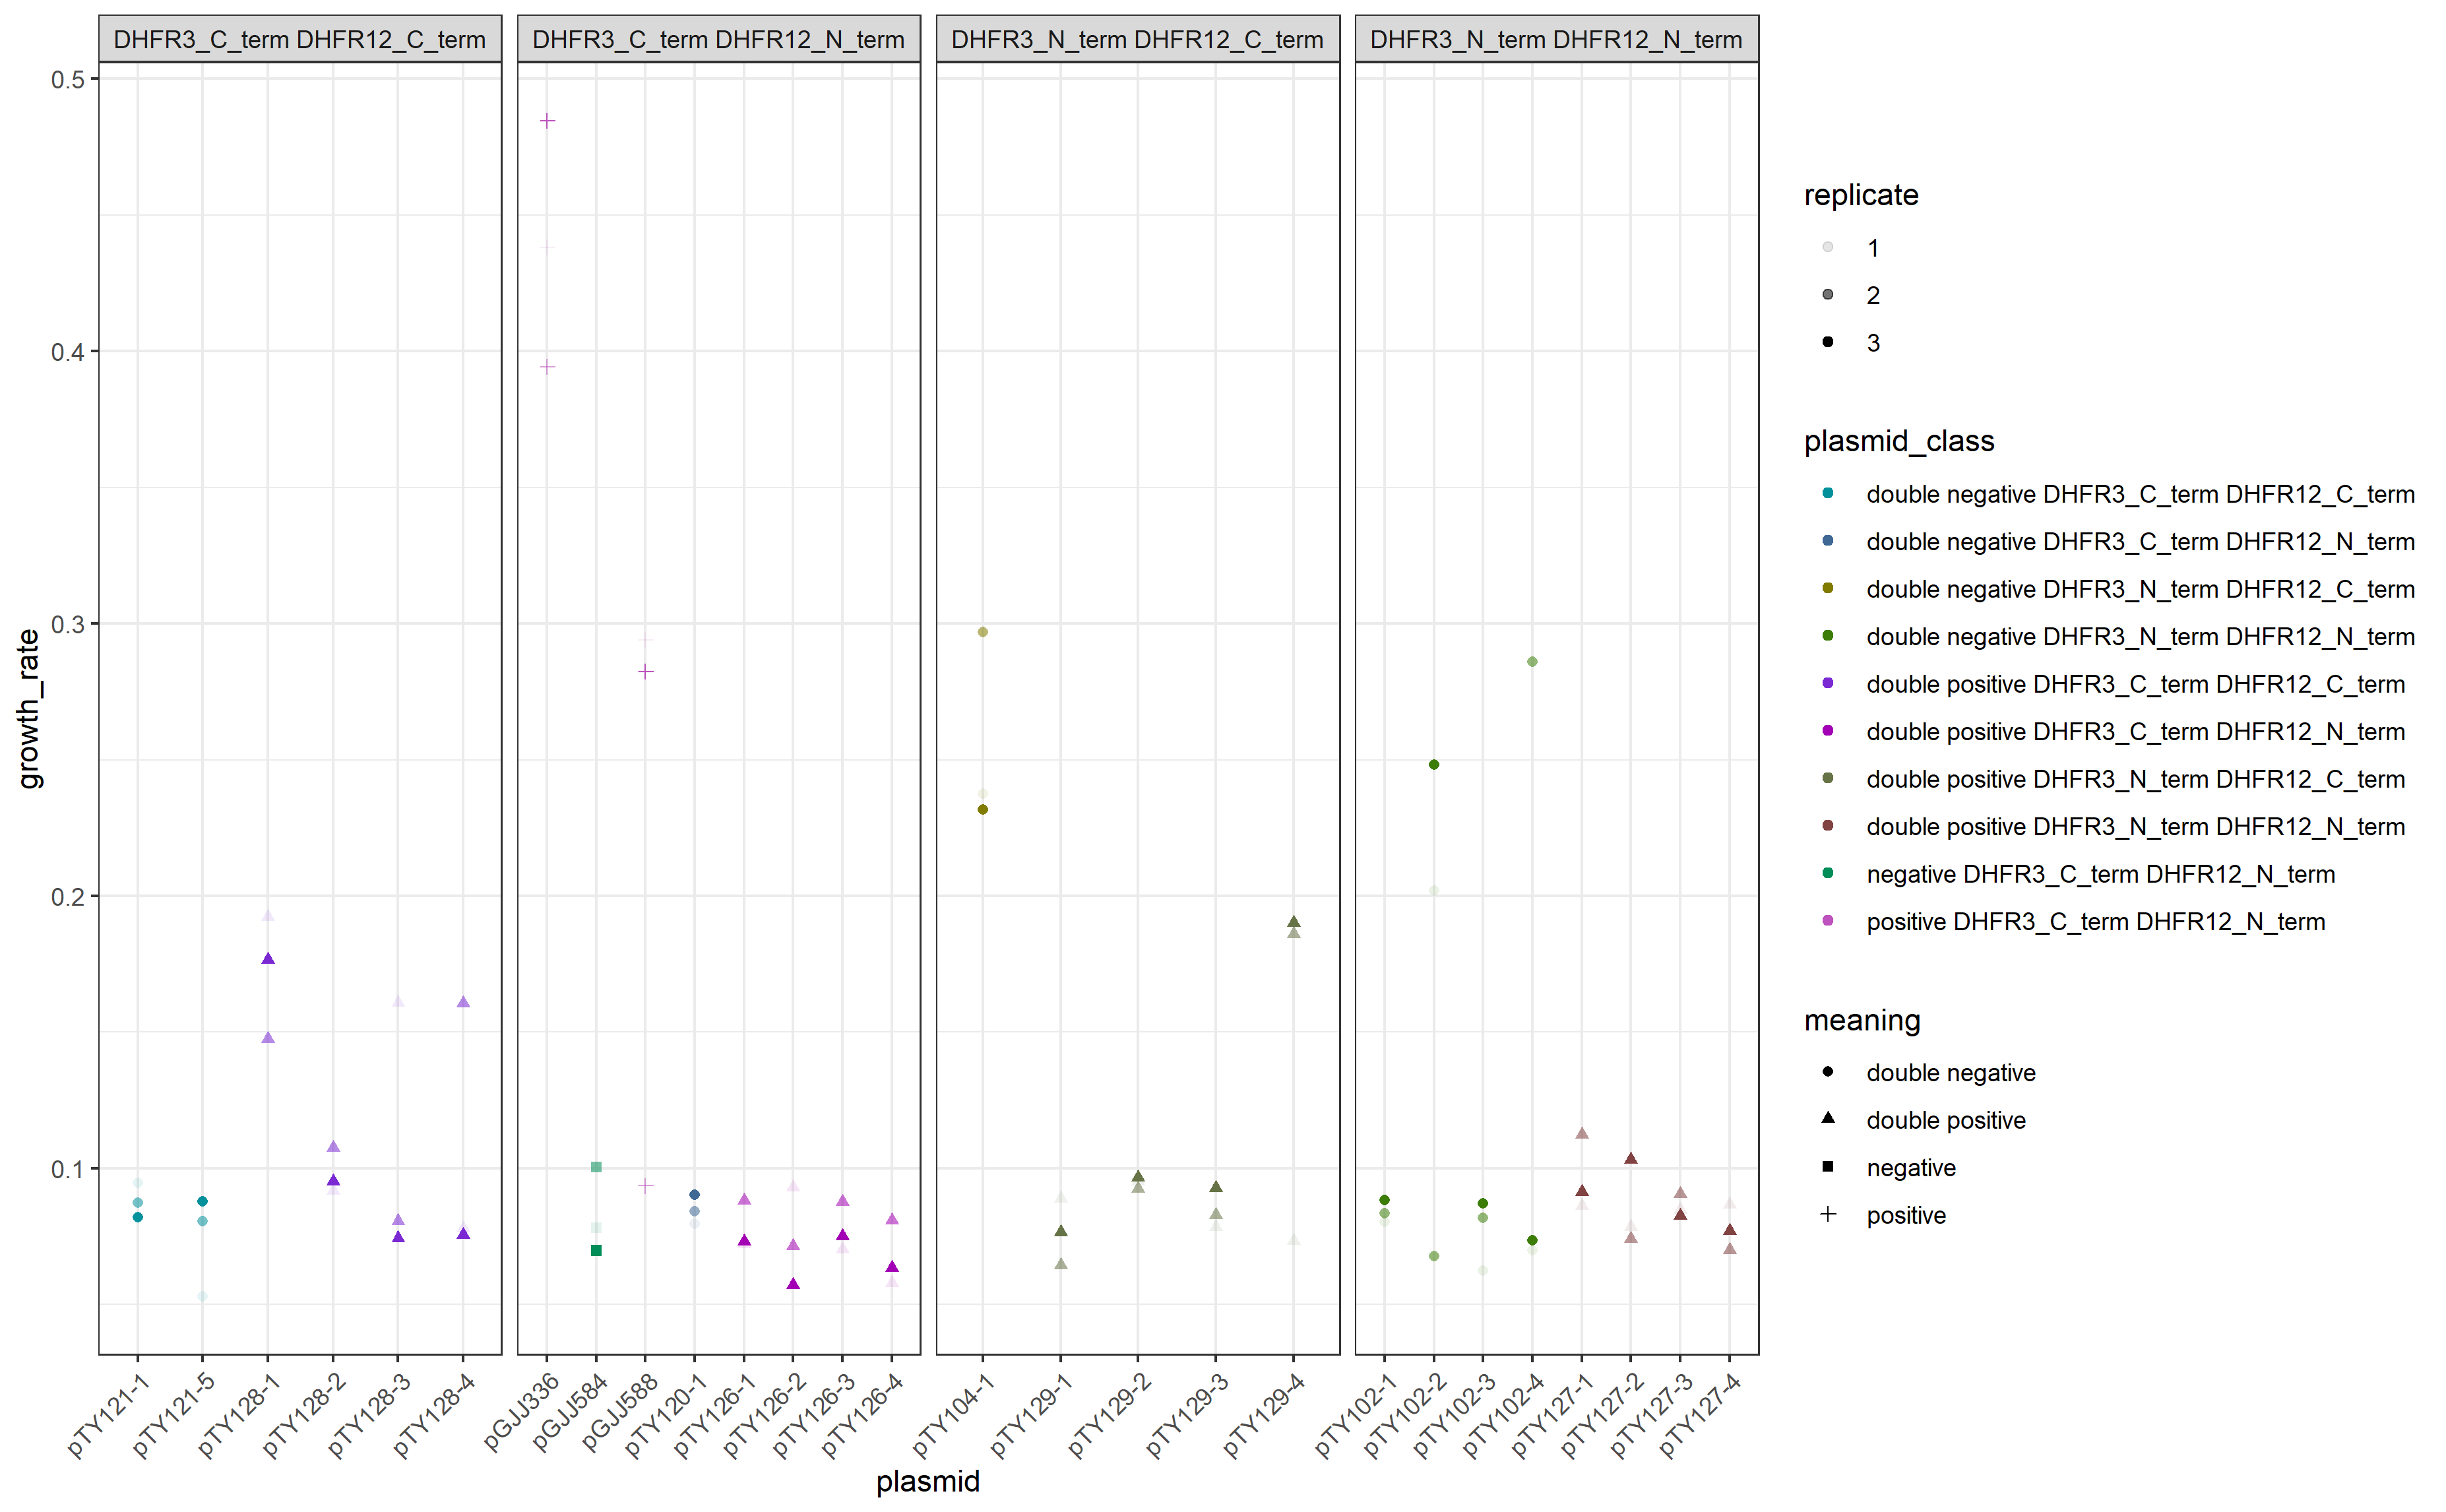 DHFR3_C_term DHFR12_C_term
DHFR3_C_term DHFR12_N_term
DHFR3_N_term DHFR12_C_term
DHFR3_N_term DHFR12_N_term
growth_rate
0.5
0.4
0.3
0.2
0.1
pTY121-1
pTY121-5
pTY128-1
pTY128-2
pTY128-3
pTY128-4
pGJJ336
pGJJ584
pGJJ588
pTY120-1
pTY126-1
pTY126-2
pTY126-3
pTY126-4
pTY104-1
pTY129-1
pTY129-2
pTY129-3
pTY129-4
pTY102-1
pTY102-2
pTY102-3
pTY102-4
pTY127-1
pTY127-2
pTY127-3
pTY127-4
plasmid
replicate
1
2
3
plasmid_class
double negative DHFR3_C_term DHFR12_C_term
double negative DHFR3_C_term DHFR12_N_term
double negative DHFR3_N_term DHFR12_C_term
double negative DHFR3_N_term DHFR12_N_term
double positive DHFR3_C_term DHFR12_C_term
double positive DHFR3_C_term DHFR12_N_term
double positive DHFR3_N_term DHFR12_C_term
double positive DHFR3_N_term DHFR12_N_term
negative DHFR3_C_term DHFR12_N_term
positive DHFR3_C_term DHFR12_N_term
meaning
double negative
double positive
negative
positive